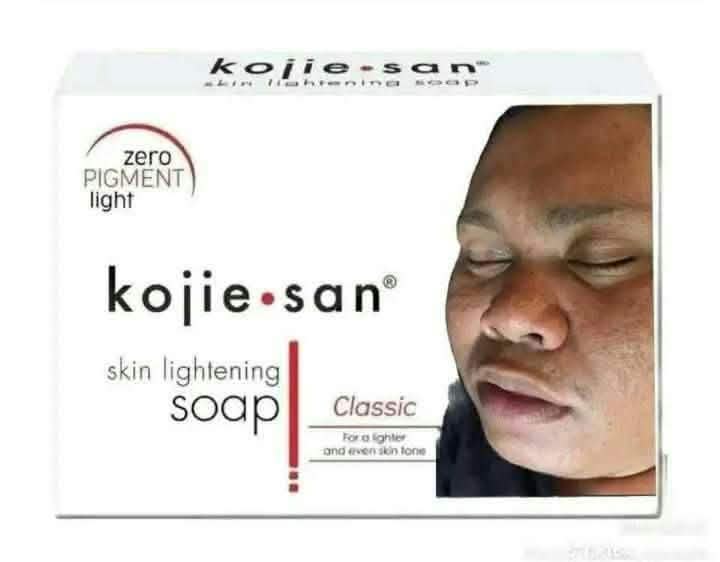 kojie•san®
skin lightening soap
zero
PIGMENT
light
kojie•san®
skin lightening
soap
Classic
For a lighter
and even skin tone